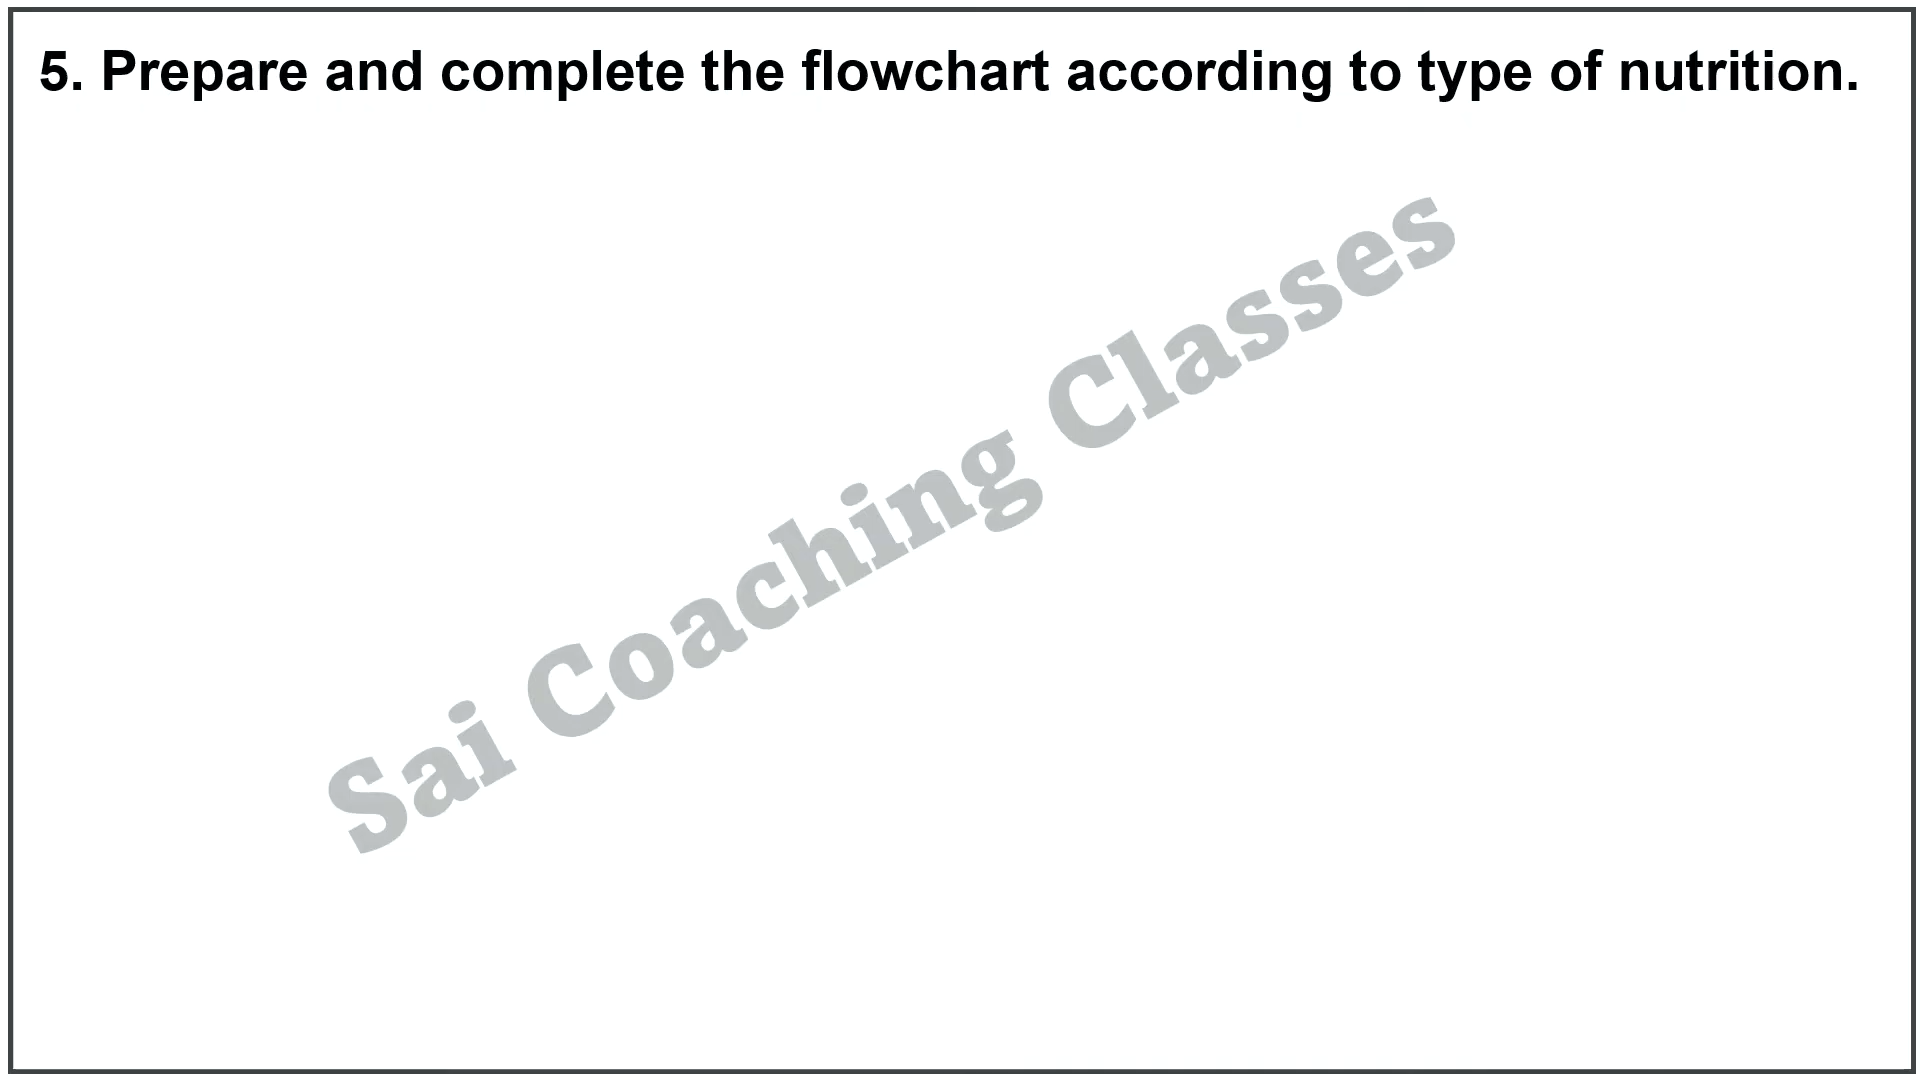 5. Prepare and complete the flowchart according to type of nutrition.
Sai Coaching Classes